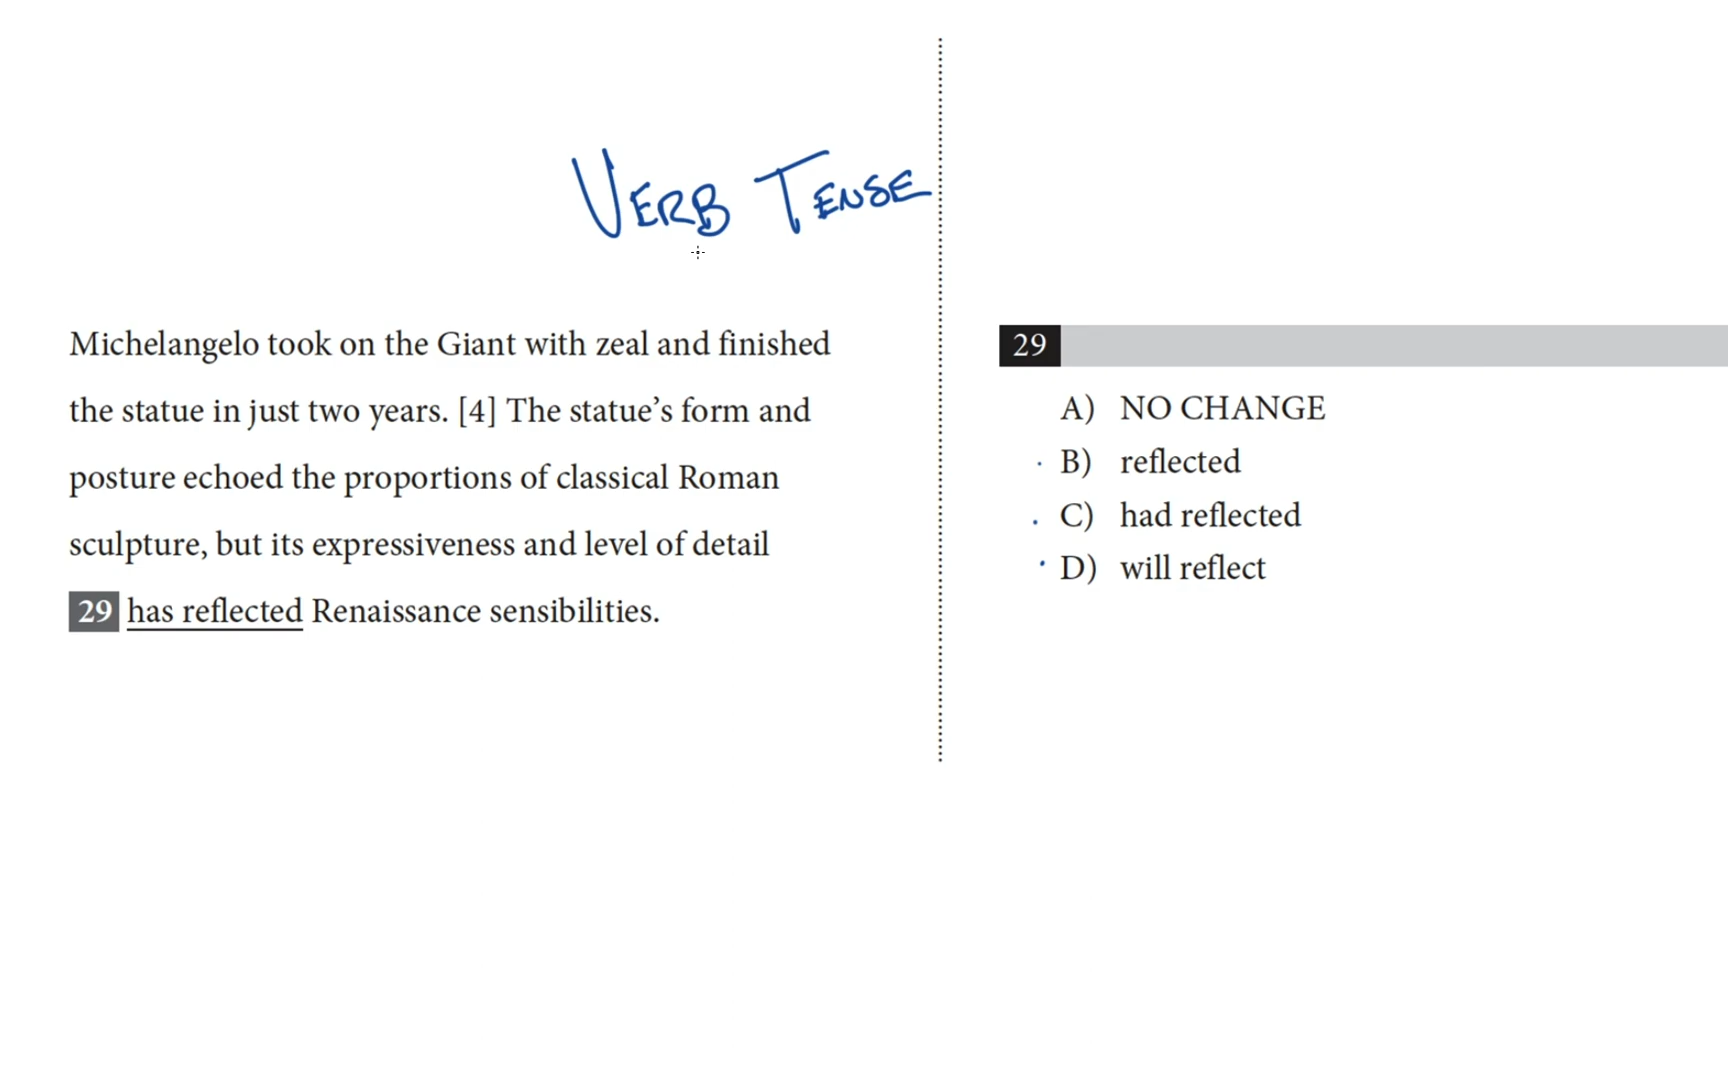 VERB TENSE
Michelangelo took on the Giant with zeal and finished
the statue in just two years. [4] The statue’s form and
posture echoed the proportions of classical Roman
sculpture, but its expressiveness and level of detail
29 has reflected Renaissance sensibilities.
29
A) NO CHANGE
B) reflected
C) had reflected
D) will reflect